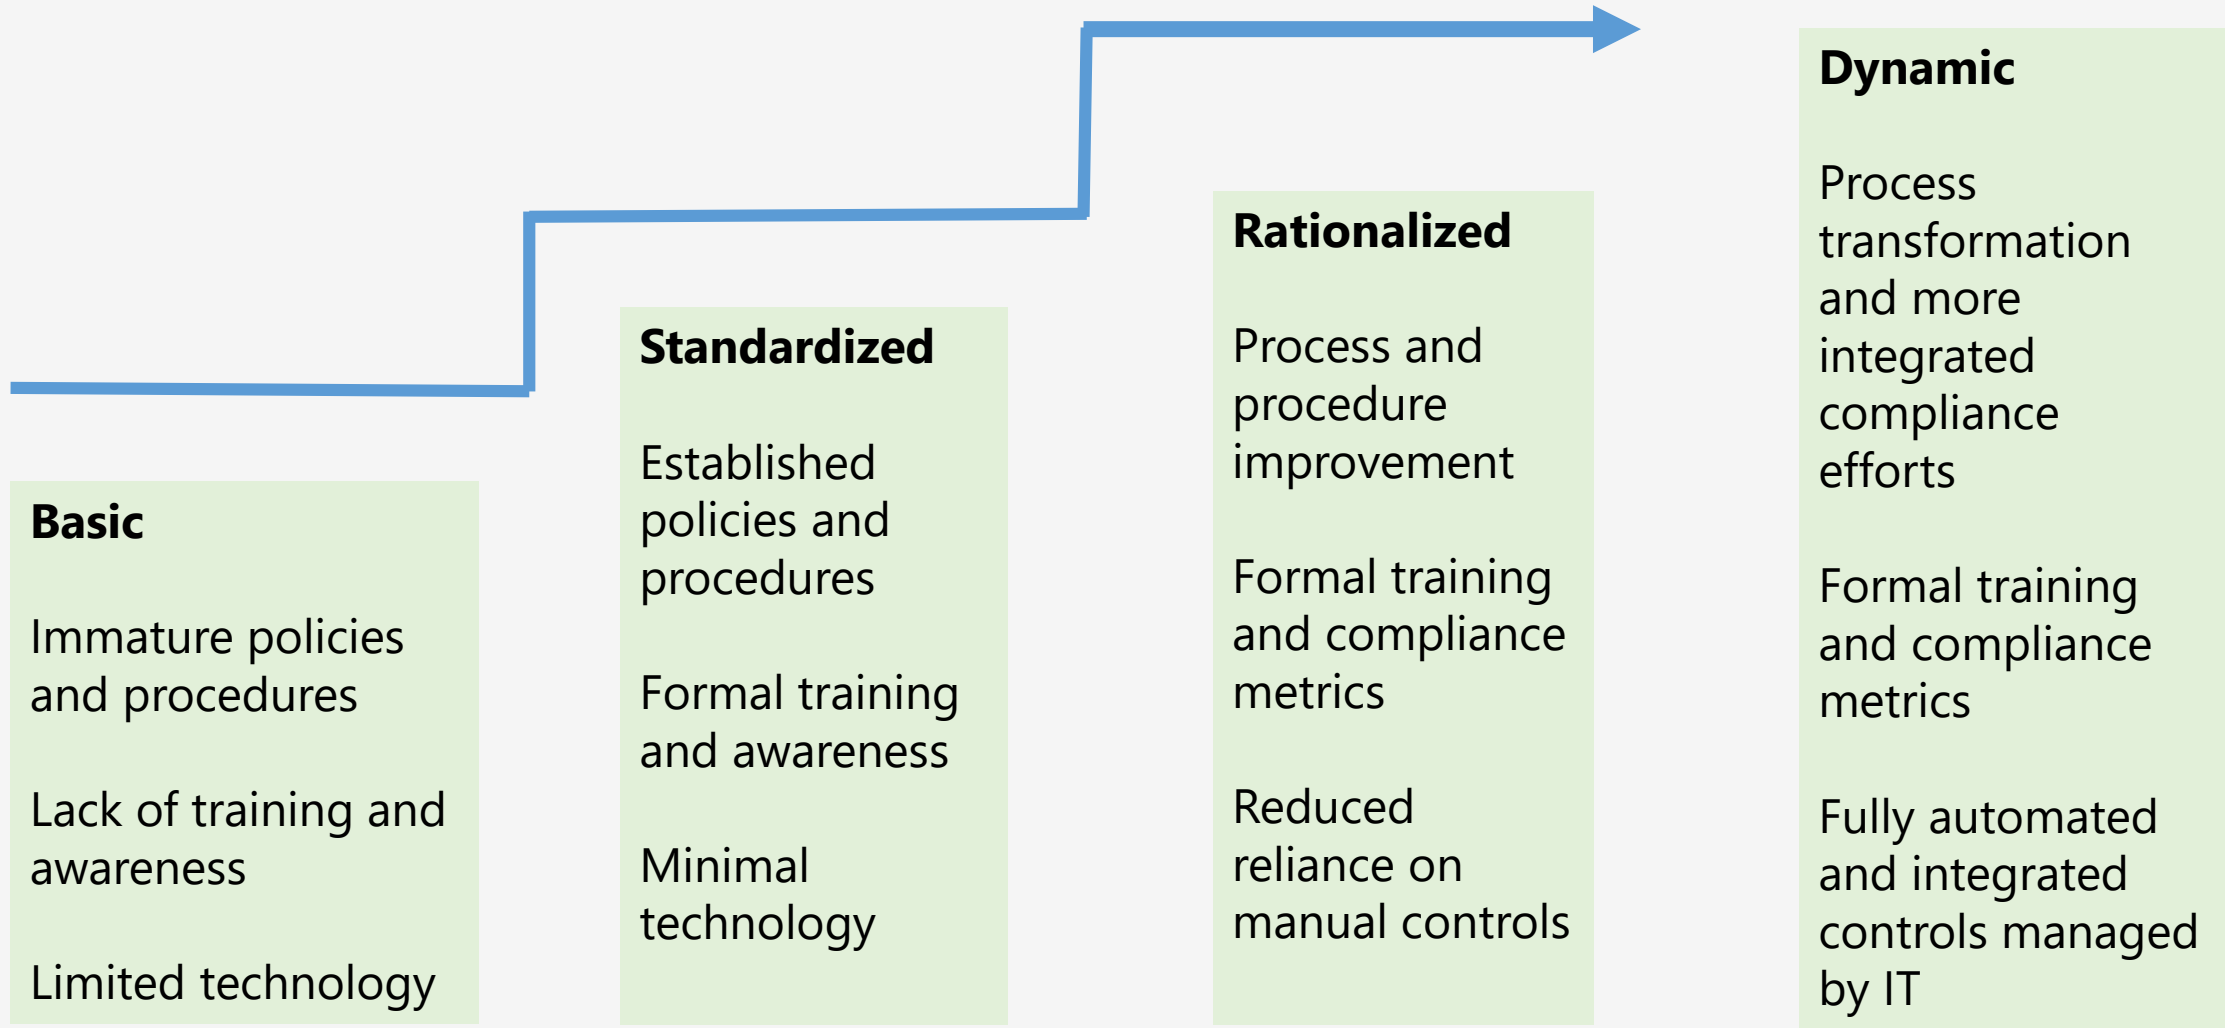 Basic
Immature policies
and procedures
Lack of training and
awareness
Limited technology
Standardized
Established
policies and
procedures
Formal training
and awareness
Minimal
technology
Rationalized
Process and
procedure
improvement
Formal training
and compliance
metrics
Reduced
reliance on
manual controls
Dynamic
Process
transformation
and more
integrated
compliance
efforts
Formal training
and compliance
metrics
Fully automated
and integrated
controls managed
by IT